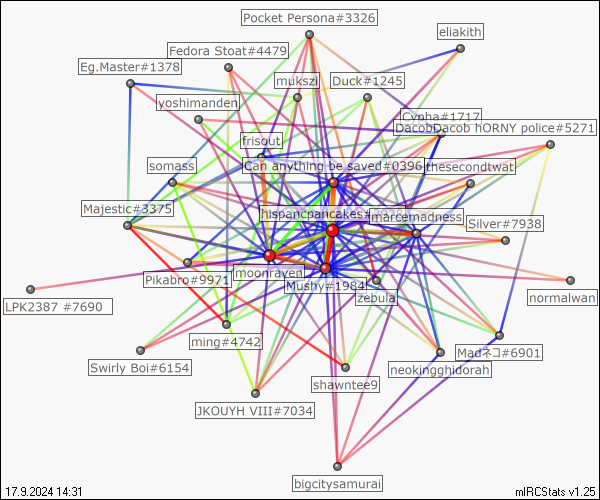 Pocket Persona#3326
eliakith
Fedora Stoat#4479
Eg.Master#1378
mukszi
Duck#1245
yoshimanden
Cynha#1717
DacobDacob hORNY police#5271
frisout
Can anything be saved#0396
thesecondtwat
somass
Majestic#3375
hispancpancakes
marcemadness
Silver#7938
Pikabro#9971
moonraven
Mushy#1984
zebula
LPK2387 #7690
normalwan
ming#4742
Swirly Boi#6154
Madネコ#6901
neokingghidorah
shawntee9
JKOUYH VIII#7034
bigcitysamurai
17.9.2024 14:31
mIRCStats v1.25